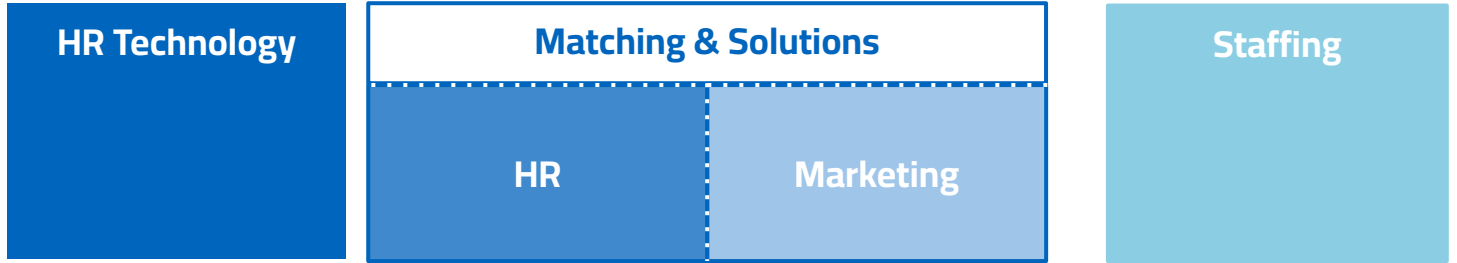 HR Technology
Matching & Solutions
Staffing
HR
Marketing